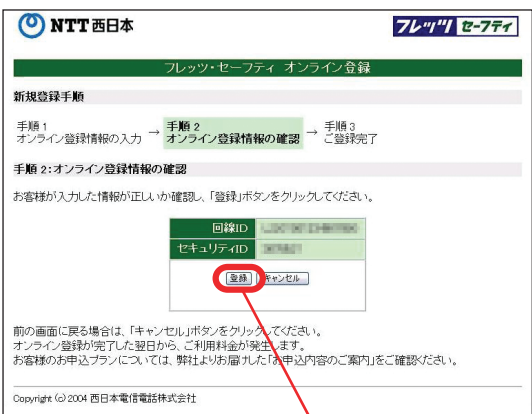 NTT西日本
フレッツ セーフティ
フレッツ・セーフティ オンライン登録
新規登録手順
手順1
オンライン登録情報の入力
→
手順2
オンライン登録情報の確認
→
手順3
ご登録完了
手順2:オンライン登録情報の確認
お客様が入力した情報が正しいか確認し、「登録」ボタンをクリックしてください。
回線ID
セキュリティID
登録 キャンセル
前の画面に戻る場合は、「キャンセル」ボタンをクリックしてください。
オンライン登録が完了した翌日から、ご利用料金が発生します。
お客様のお申込プランについては、弊社よりお届けした「お申込内容のご案内」をご確認ください。
Copyright (c) 2004 西日本電信電話株式会社